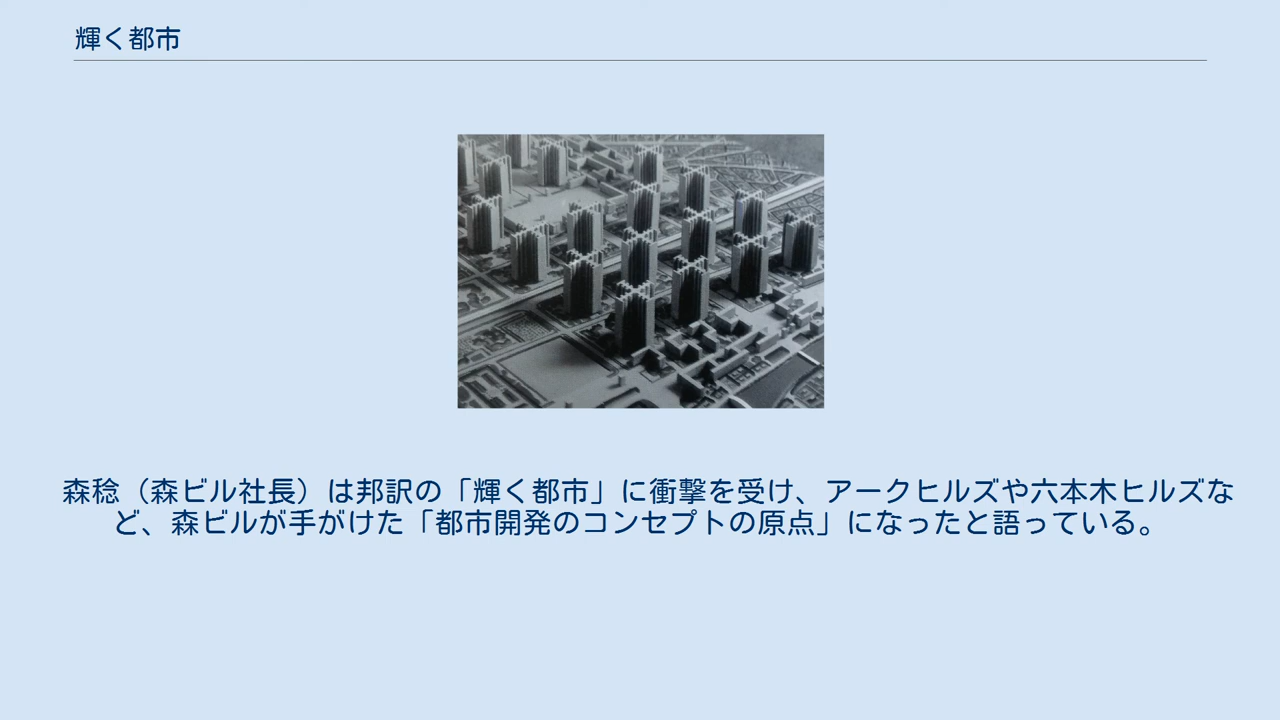 輝く都市
森稔（森ビル社長）は邦訳の「輝く都市」に衝撃を受け、アークヒルズや六本木ヒルズな
ど、森ビルが手がけた「都市開発のコンセプトの原点」になったと語っている。